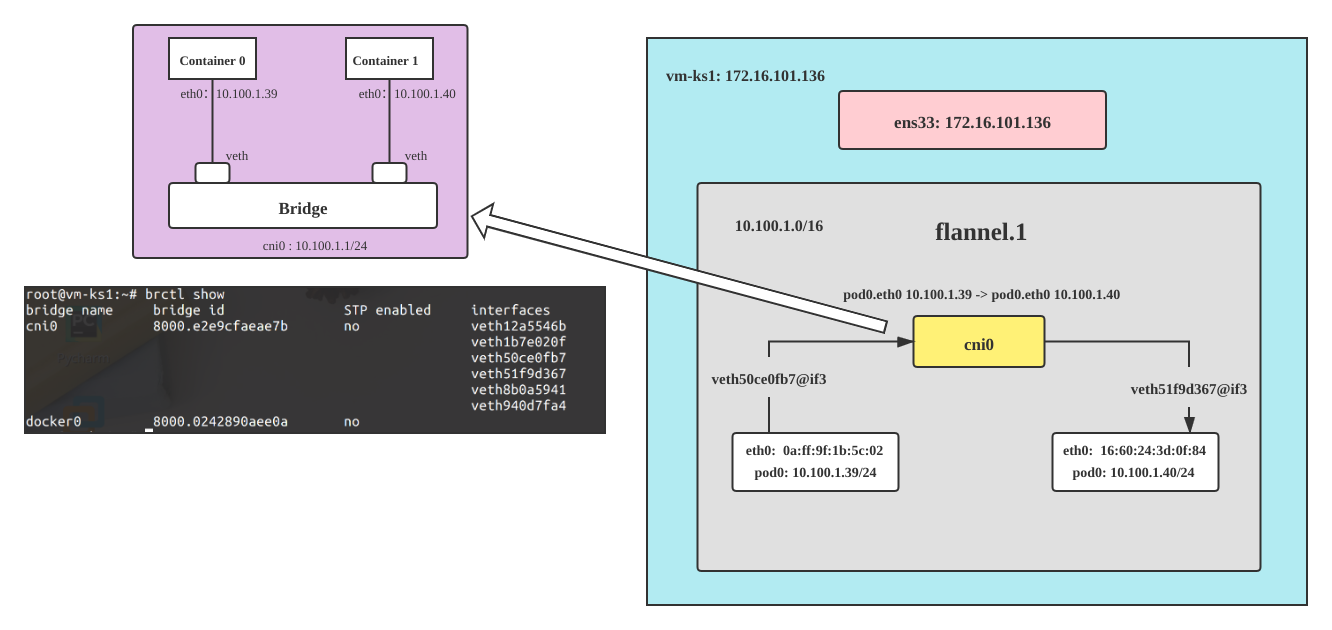 Container 0
Container 1
eth0: 10.100.1.39
eth0: 10.100.1.40
veth
veth
Bridge
cni0 : 10.100.1.1/24
root@vm-ks1:~# brctl show
bridge name bridge id STP enabled interfaces
cni0 8000.e2e9cfaeae7b no veth12a5546b
veth1b7e020f
veth50ce0fb7
veth51f9d367
veth8b0a5941
veth940d7fa4
docker0 8000.0242890aee0a no
vm-ks1: 172.16.101.136
ens33: 172.16.101.136
10.100.1.0/16
flannel.1
pod0.eth0 10.100.1.39 -> pod0.eth0 10.100.1.40
cni0
veth50ce0fb7@if3
veth51f9d367@if3
eth0: 0a:ff:9f:1b:5c:02
pod0: 10.100.1.39/24
eth0: 16:60:24:3d:0f:84
pod0: 10.100.1.40/24